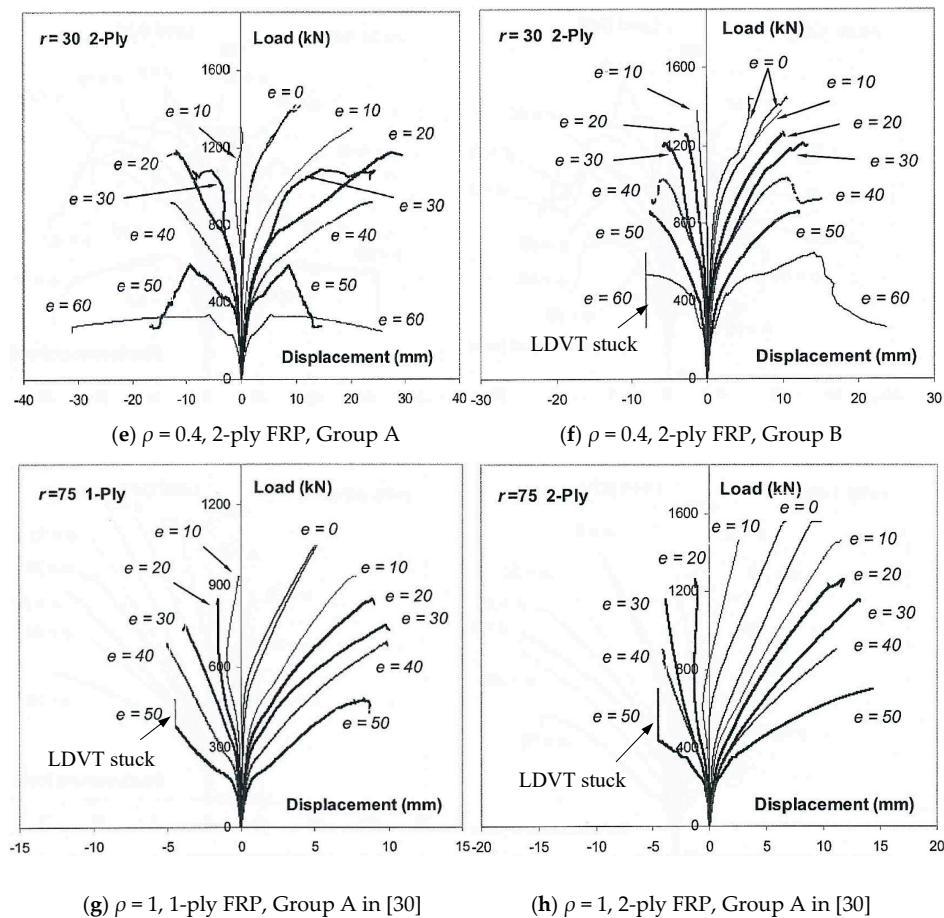 r = 30 2-Ply
Load (kN)
1600
1200
800
400
0
e = 0
e = 10
e = 10
e = 20
e = 20
e = 30
e = 30
e = 40
e = 40
e = 50
e = 50
e = 60
e = 60
Displacement (mm)
-40 -30 -20 -10 0 10 20 30 40
(e) ρ = 0.4, 2-ply FRP, Group A
r = 30 2-Ply
Load (kN)
1600
1200
800
400
0
e = 0
e = 10
e = 10
e = 20
e = 20
e = 30
e = 30
e = 40
e = 40
e = 50
e = 50
e = 60
e = 60
LDVT stuck
Displacement (mm)
-30 -20 -10 0 10 20 30
(f) ρ = 0.4, 2-ply FRP, Group B
r=75 1-Ply
Load (kN)
1200
900
600
300
0
e = 0
e = 10
e = 10
e = 20
e = 20
e = 30
e = 30
e = 40
e = 40
e = 50
e = 50
LDVT stuck
Displacement (mm)
-15 -10 -5 0 5 10 15
(g) ρ = 1, 1-ply FRP, Group A in [30]
r=75 2-Ply
Load (kN)
1600
1200
800
400
0
e = 0
e = 10
e = 10
e = 20
e = 20
e = 30
e = 30
e = 40
e = 40
e = 50
e = 50
LDVT stuck
Displacement (mm)
-20 -15 -10 -5 0 5 10 15 20
(h) ρ = 1, 2-ply FRP, Group A in [30]